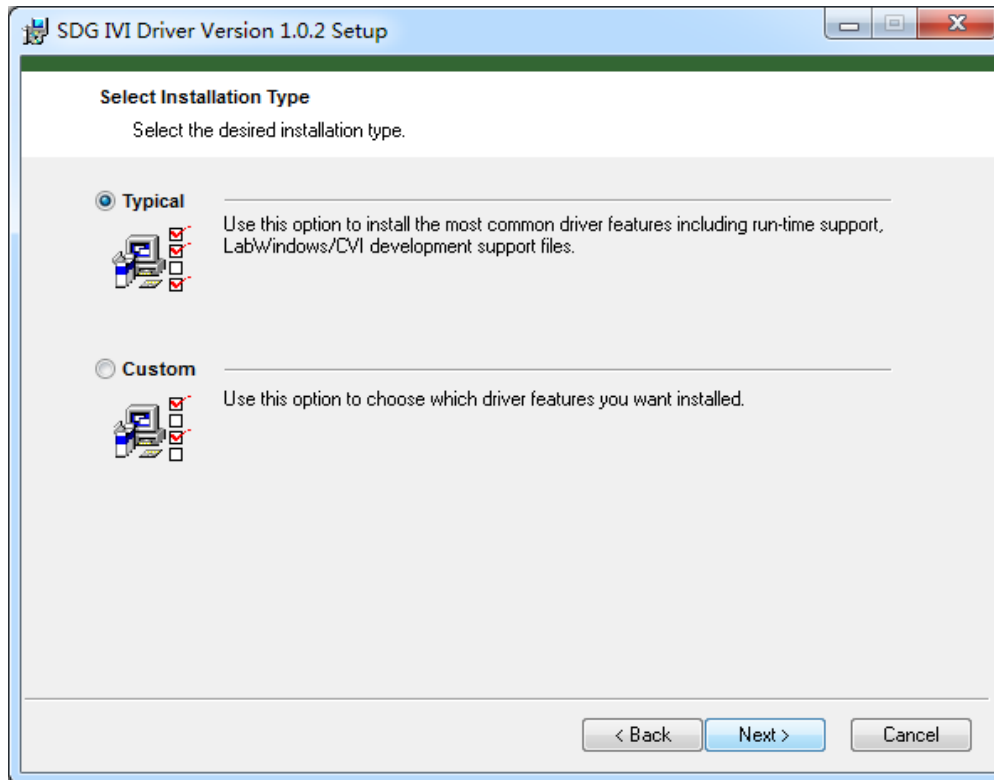 SDG IVI Driver Version 1.0.2 Setup
Select Installation Type
Select the desired installation type.
Typical
Use this option to install the most common driver features including run-time support,
LabWindows/CVI development support files.
Custom
Use this option to choose which driver features you want installed.
< Back
Next >
Cancel